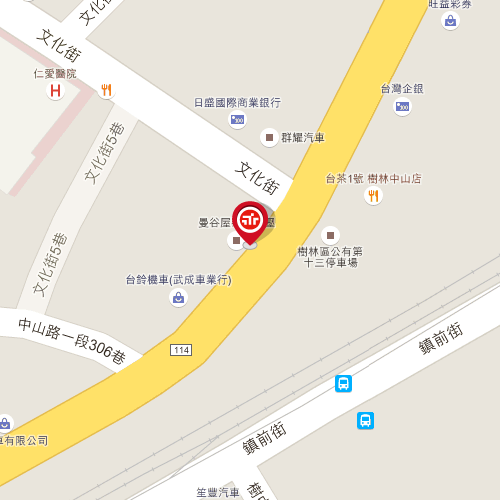 文化街
旺益彩券
文化街
仁愛醫院
台灣企銀
日盛國際商業銀行
群耀汽車
文化街5巷
文化街
台茶1號 樹林中山店
曼谷屋
樹林區公有第
十三停車場
文化街5巷
台鈴機車(武成車業行)
中山路一段306巷
114
鎮前街
鎮前街
車有限公司
笙豐汽車